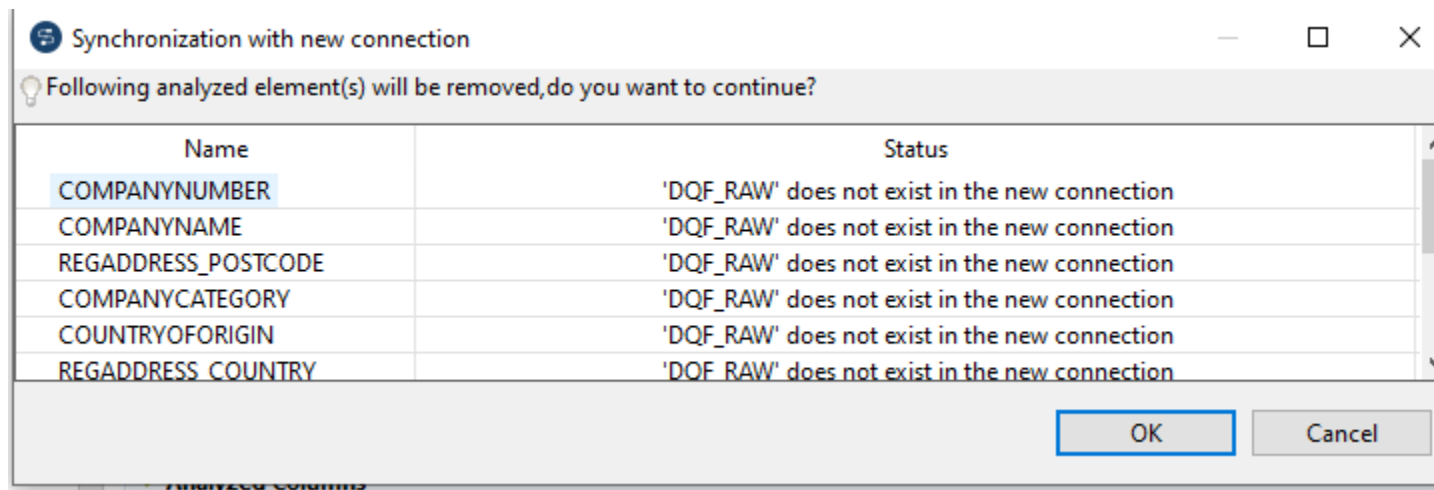 Synchronization with new connection
Following analyzed element(s) will be removed,do you want to continue?
Name Status
COMPANYNUMBER 'DQF_RAW' does not exist in the new connection
COMPANYNAME 'DQF_RAW' does not exist in the new connection
REGADDRESS_POSTCODE 'DQF_RAW' does not exist in the new connection
COMPANYCATEGORY 'DQF_RAW' does not exist in the new connection
COUNTRYOFORIGIN 'DQF_RAW' does not exist in the new connection
REGADDRESS_COUNTRY 'DQF_RAW' does not exist in the new connection
OK Cancel
Analyzed Columns